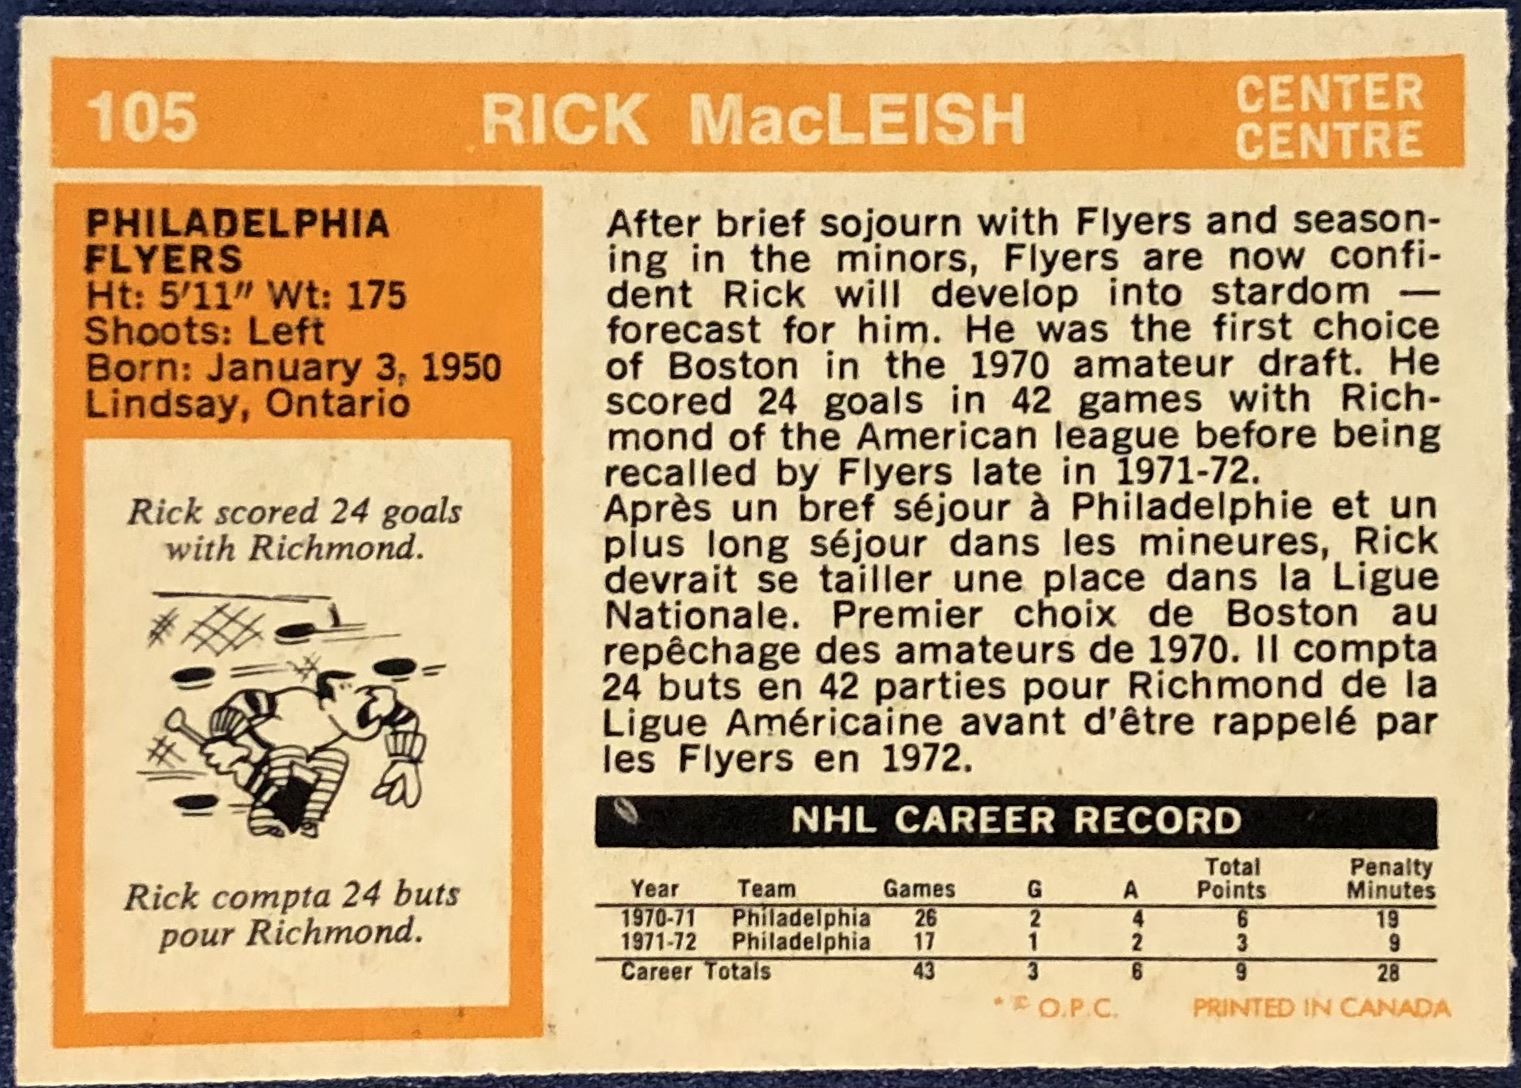 105 RICK MacLEISH CENTER
CENTRE
PHILADELPHIA
FLYERS
Ht: 5'11" Wt: 175
Shoots: Left
Born: January 3, 1950
Lindsay, Ontario
Rick scored 24 goals
with Richmond.
Rick compta 24 buts
pour Richmond.
After brief sojourn with Flyers and season-
ing in the minors, Flyers are now confi-
dent Rick will develop into stardom —
forecast for him. He was the first choice
of Boston in the 1970 amateur draft. He
scored 24 goals in 42 games with Rich-
mond of the American league before being
recalled by Flyers late in 1971-72.
Après un bref séjour à Philadelphie et un
plus long séjour dans les mineures, Rick
devrait se tailler une place dans la Ligue
Nationale. Premier choix de Boston au
repêchage des amateurs de 1970. Il compta
24 buts en 42 parties pour Richmond de la
Ligue Américaine avant d'être rappelé par
les Flyers en 1972.
NHL CAREER RECORD
Year Team Games G A Total Points Penalty Minutes
1970-71 Philadelphia 26 2 4 6 19
1971-72 Philadelphia 17 1 2 3 9
Career Totals 43 3 6 9 28
* © O.P.C. PRINTED IN CANADA